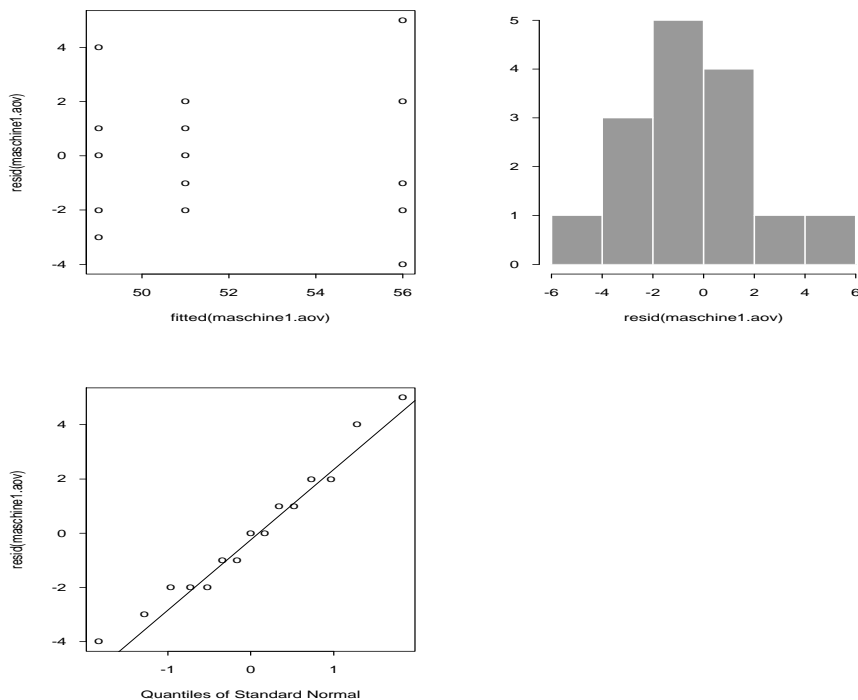 resid(maschine1.aov)
4
2
0
-2
-4
50 52 54 56
fitted(maschine1.aov)
5
4
3
2
1
0
-6 -4 -2 0 2 4 6
resid(maschine1.aov)
resid(maschine1.aov)
4
2
0
-2
-4
-1 0 1
Quantiles of Standard Normal